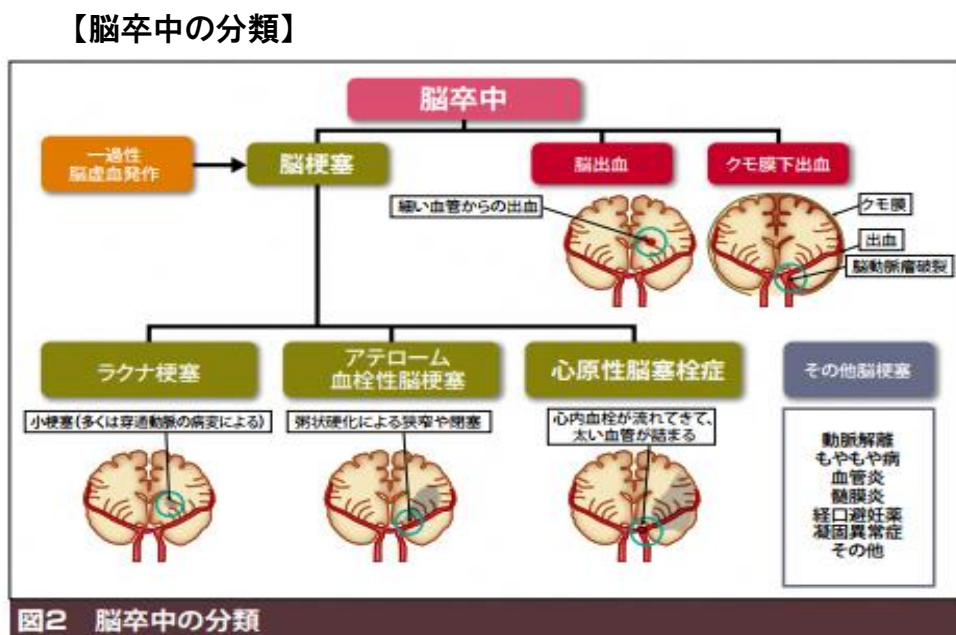 【脳卒中の分類】
脳卒中
一過性
脳虚血発作
脳梗塞
脳出血
クモ膜下出血
細い血管からの出血
クモ膜
出血
脳動脈瘤破裂
ラクナ梗塞
アテローム
血栓性脳梗塞
心原性脳塞栓症
その他脳梗塞
小梗塞(多くは穿通動脈の病変による)
粥状硬化による狭窄や閉塞
心内血栓が流れてきて、
太い血管が詰まる
動脈解離
もやもや病
血管炎
髄膜炎
経口避妊薬
凝固異常症
その他
図2 脳卒中の分類